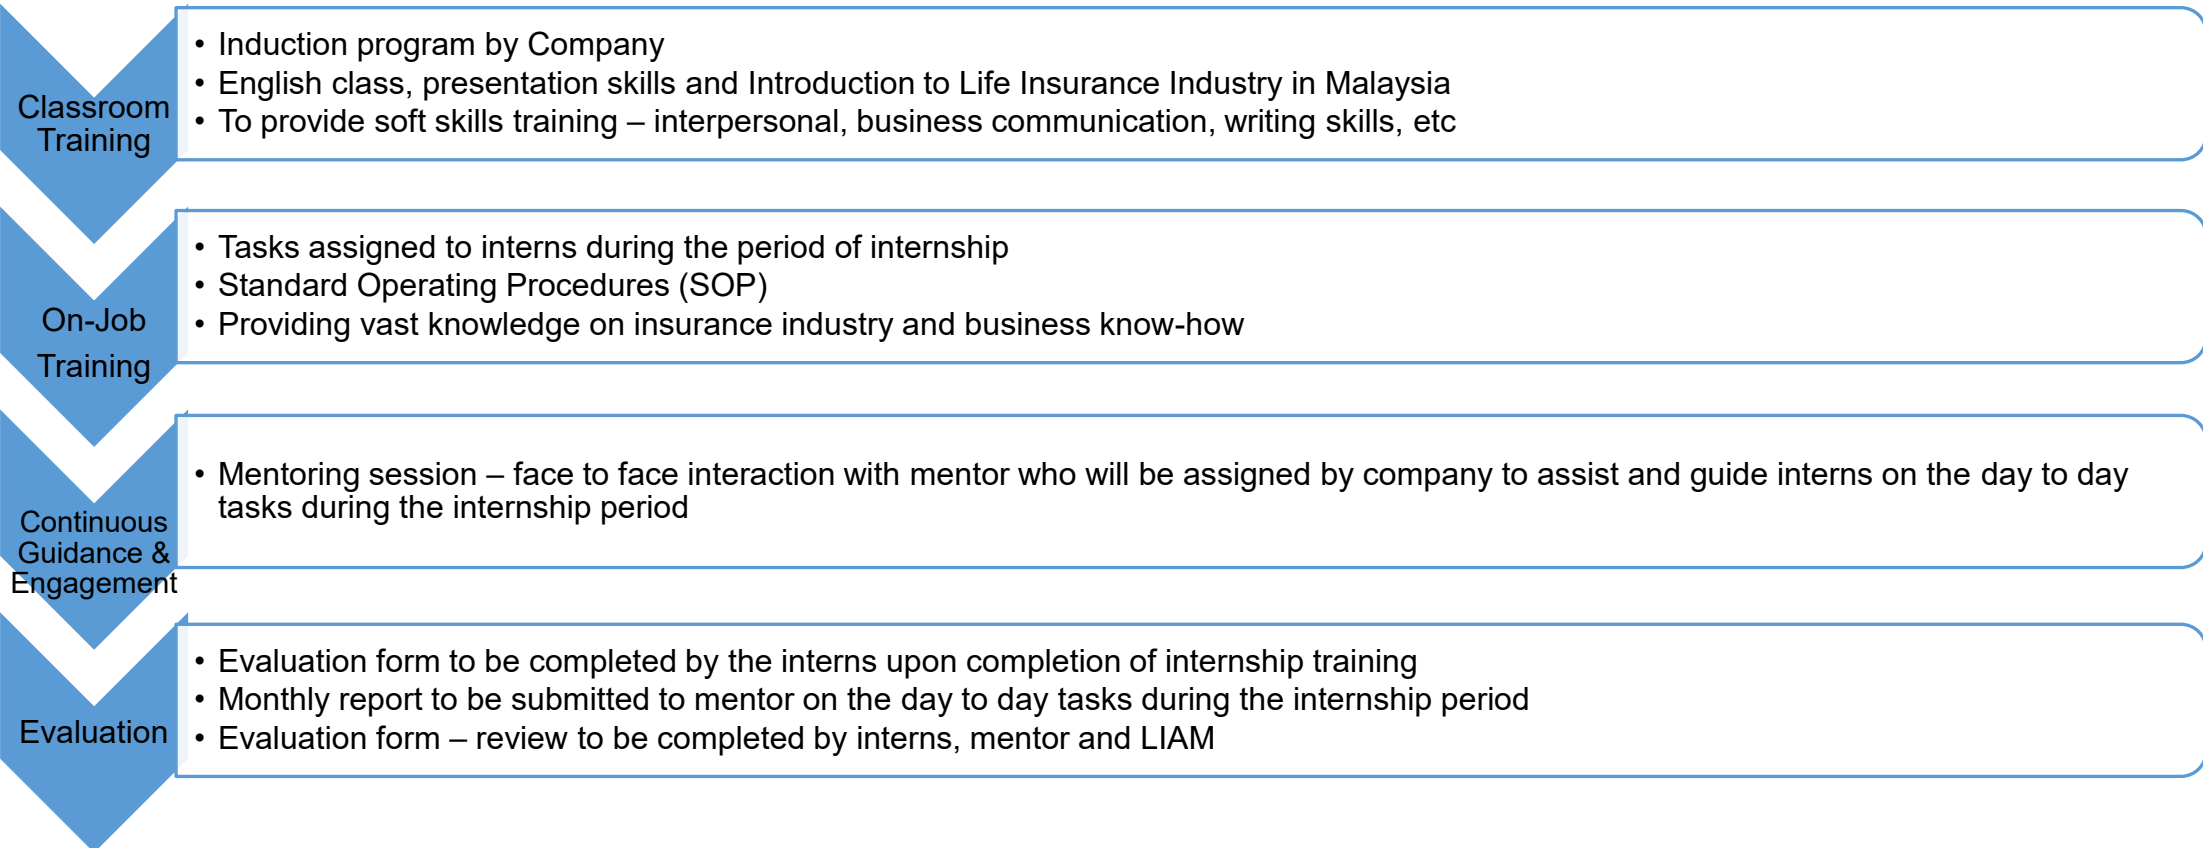 Classroom
Training
• Induction program by Company
• English class, presentation skills and Introduction to Life Insurance Industry in Malaysia
• To provide soft skills training – interpersonal, business communication, writing skills, etc
On-Job
Training
• Tasks assigned to interns during the period of internship
• Standard Operating Procedures (SOP)
• Providing vast knowledge on insurance industry and business know-how
Continuous
Guidance &
Engagement
• Mentoring session – face to face interaction with mentor who will be assigned by company to assist and guide interns on the day to day
tasks during the internship period
Evaluation
• Evaluation form to be completed by the interns upon completion of internship training
• Monthly report to be submitted to mentor on the day to day tasks during the internship period
• Evaluation form – review to be completed by interns, mentor and LIAM